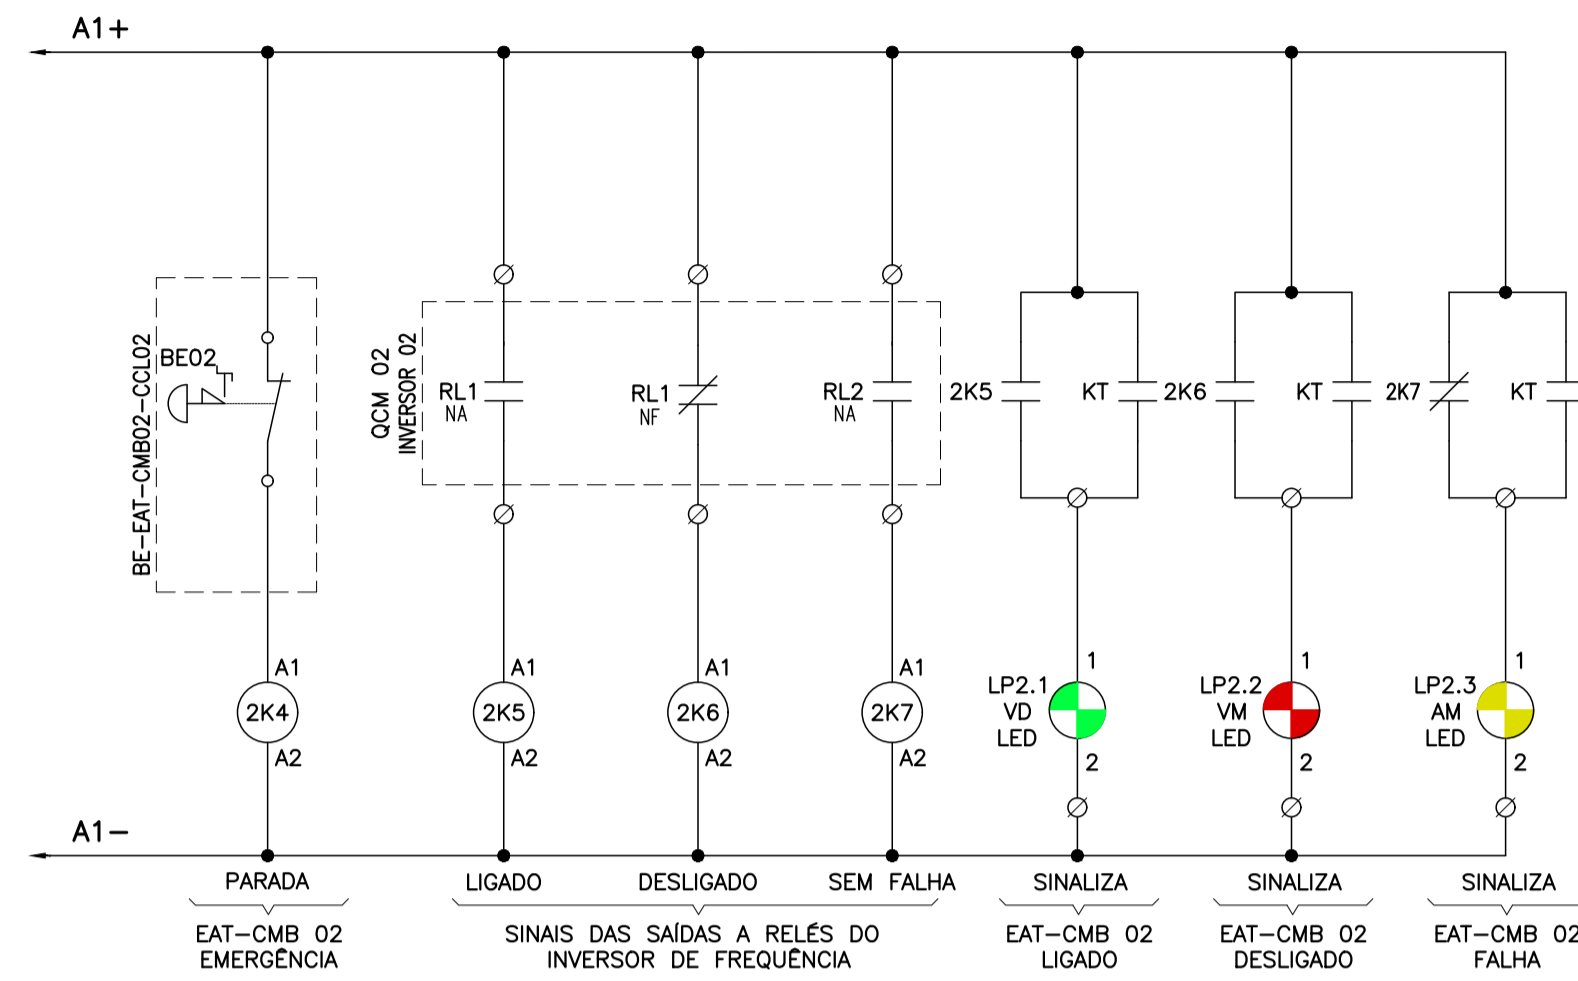 A1+
BE-EAT-CMB02-CCL02
BE02
QCM 02
INVERSOR 02
RL1
NA
RL1
NF
RL2
NA
2K5
KT
2K6
KT
2K7
KT
A1
2K4
A2
A1
2K5
A2
A1
2K6
A2
A1
2K7
A2
LP2.1
VD
LED
1
2
LP2.2
VM
LED
1
2
LP2.3
AM
LED
1
2
A1-
PARADA
EAT-CMB 02
EMERGÊNCIA
LIGADO
DESLIGADO
SEM FALHA
SINAIS DAS SAÍDAS A RELÉS DO
INVERSOR DE FREQUÊNCIA
SINALIZA
EAT-CMB 02
LIGADO
SINALIZA
EAT-CMB 02
DESLIGADO
SINALIZA
EAT-CMB 02
FALHA